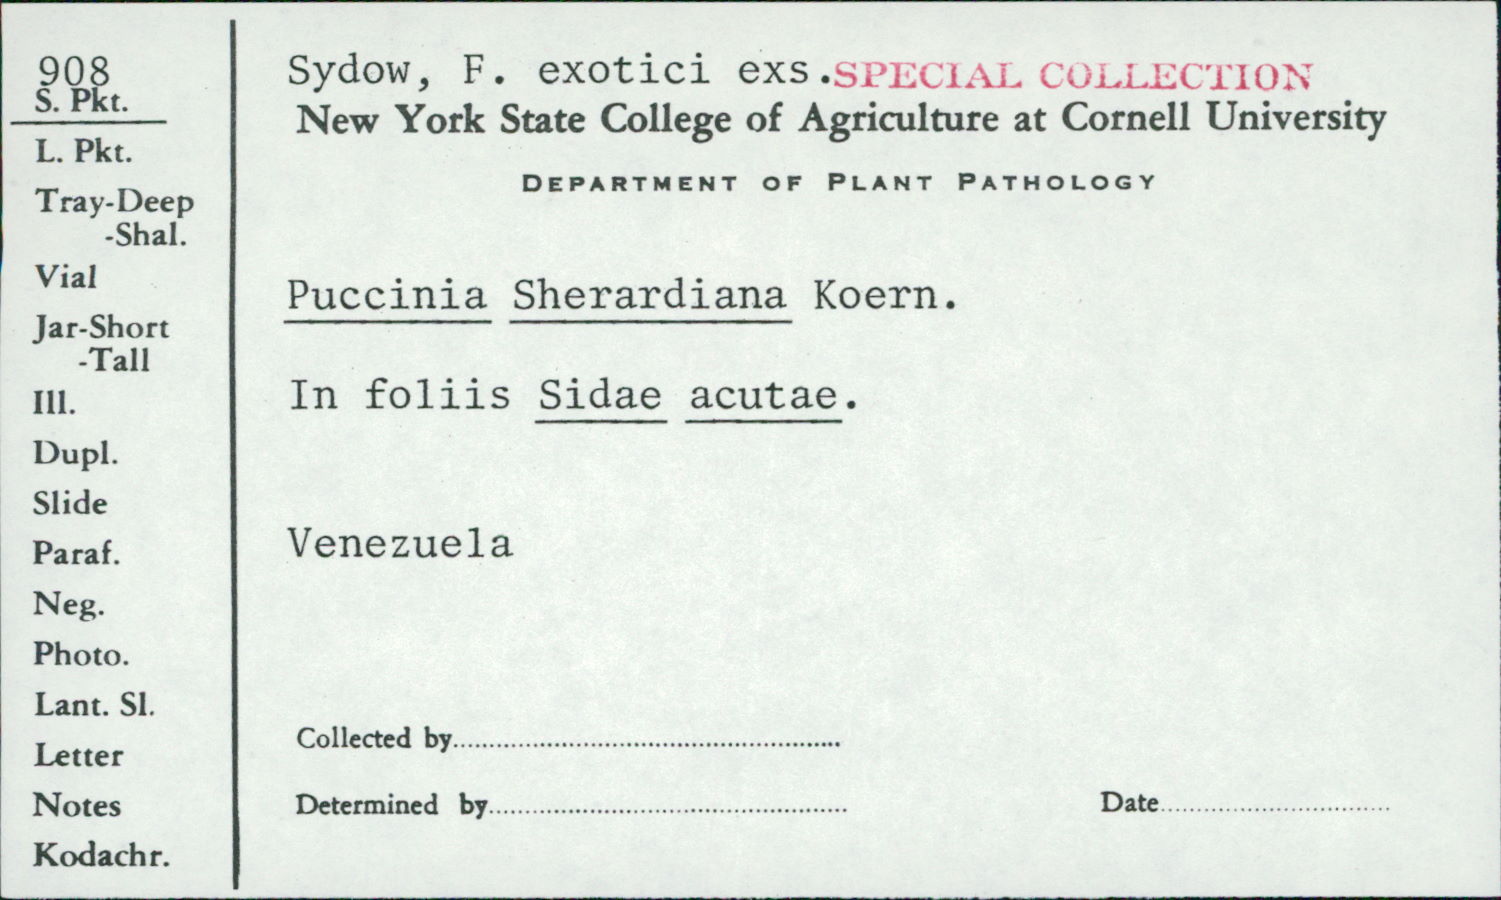 908
S. Pkt.
L. Pkt.
Tray-Deep
-Shal.
Vial
Jar-Short
-Tall
Ill.
Dupl.
Slide
Paraf.
Neg.
Photo.
Lant. Sl.
Letter
Notes
Kodachr.
Sydow, F. exotici exs. SPECIAL COLLECTION
New York State College of Agriculture at Cornell University
DEPARTMENT OF PLANT PATHOLOGY
Puccinia Sherardiana Koern.
In foliis Sidae acutae.
Venezuela
Collected by
Determined by Date